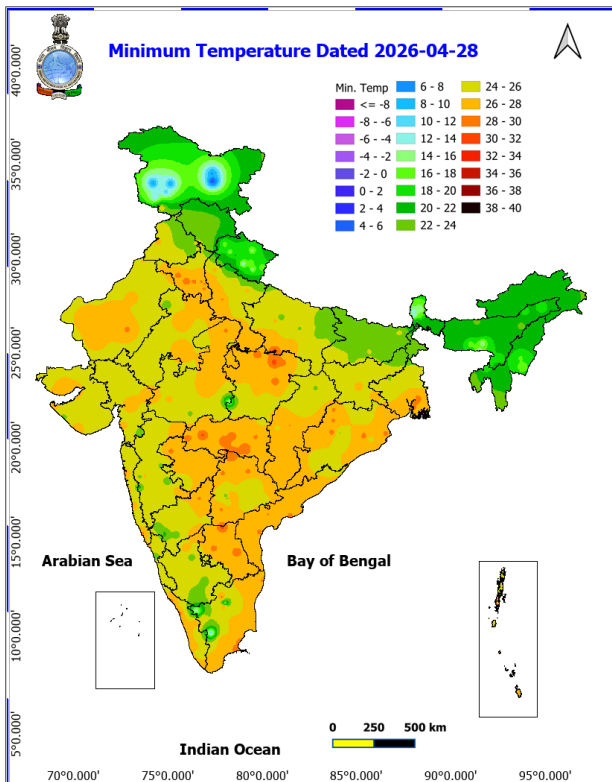 Minimum Temperature Dated 2026-04-28
Min. Temp
<= -8
-8 - -6
-6 - -4
-4 - -2
-2 - 0
0 - 2
2 - 4
4 - 6
6 - 8
8 - 10
10 - 12
12 - 14
14 - 16
16 - 18
18 - 20
20 - 22
22 - 24
24 - 26
26 - 28
28 - 30
30 - 32
32 - 34
34 - 36
36 - 38
38 - 40
40°0.000'
35°0.000'
30°0.000'
25°0.000'
20°0.000'
15°0.000'
10°0.000'
5°0.000'
Arabian Sea
Bay of Bengal
Indian Ocean
0 250 500 km
70°0.000' 75°0.000' 80°0.000' 85°0.000' 90°0.000' 95°0.000'